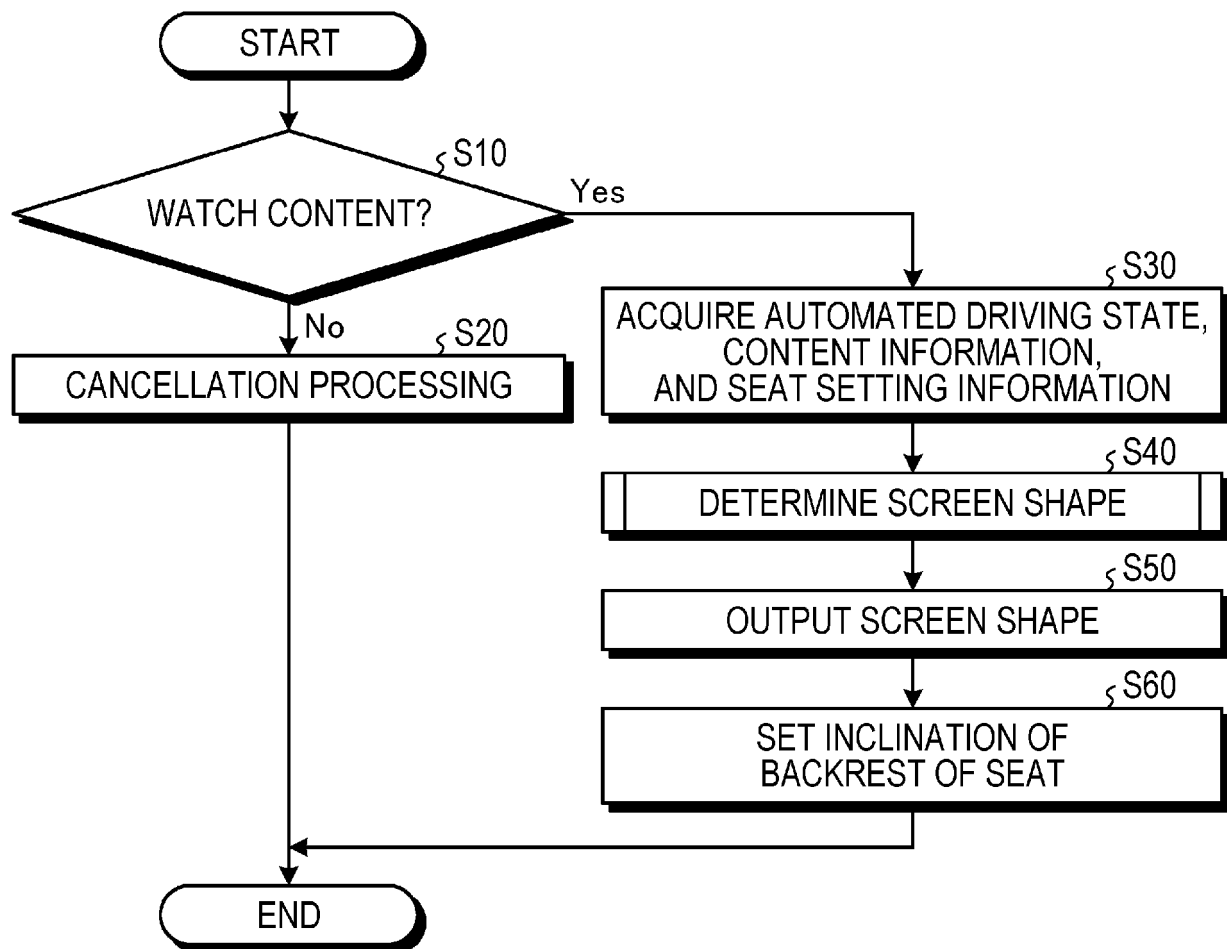 START
S10
WATCH CONTENT?
Yes
No
S20
CANCELLATION PROCESSING
S30
ACQUIRE AUTOMATED DRIVING STATE,
CONTENT INFORMATION,
AND SEAT SETTING INFORMATION
S40
DETERMINE SCREEN SHAPE
S50
OUTPUT SCREEN SHAPE
S60
SET INCLINATION OF
BACKREST OF SEAT
END